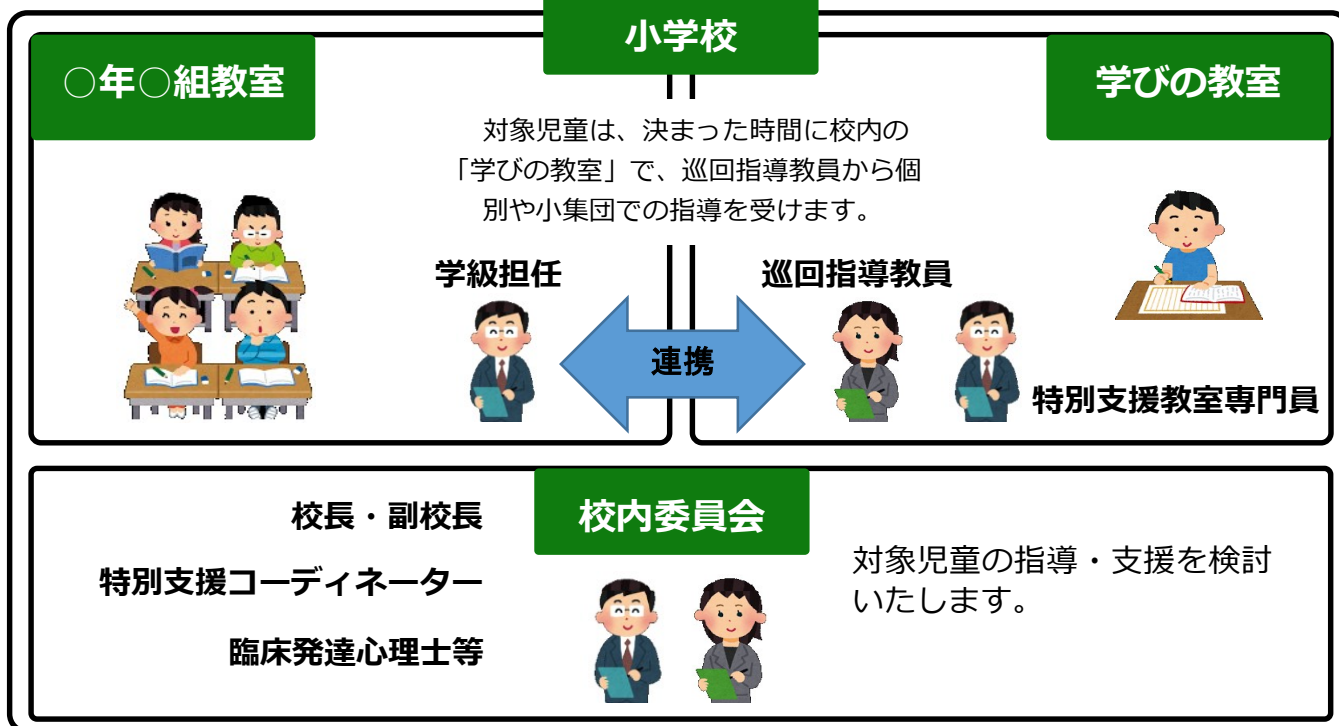 小学校
○年○組教室
学びの教室
対象児童は、決まった時間に校内の
「学びの教室」で、巡回指導教員から個
別や小集団での指導を受けます。
学級担任
巡回指導教員
連携
特別支援教室専門員
校内委員会
校長・副校長
特別支援コーディネーター
臨床発達心理士等
対象児童の指導・支援を検討
いたします。